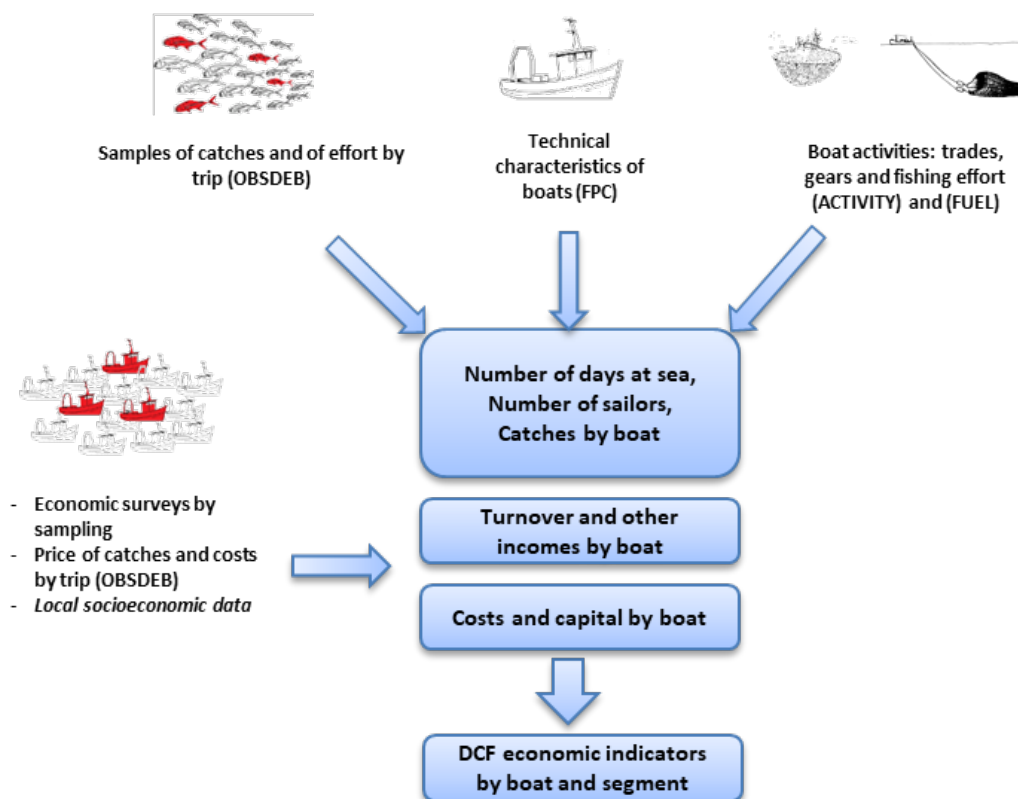 Samples of catches and of effort by
trip (OBSDEB)
Technical
characteristics of
boats (FPC)
Boat activities: trades,
gears and fishing effort
(ACTIVITY) and (FUEL)
Number of days at sea,
Number of sailors,
Catches by boat
- Economic surveys by
sampling
- Price of catches and costs
by trip (OBSDEB)
- Local socioeconomic data
Turnover and other
incomes by boat
Costs and capital by boat
DCF economic indicators
by boat and segment